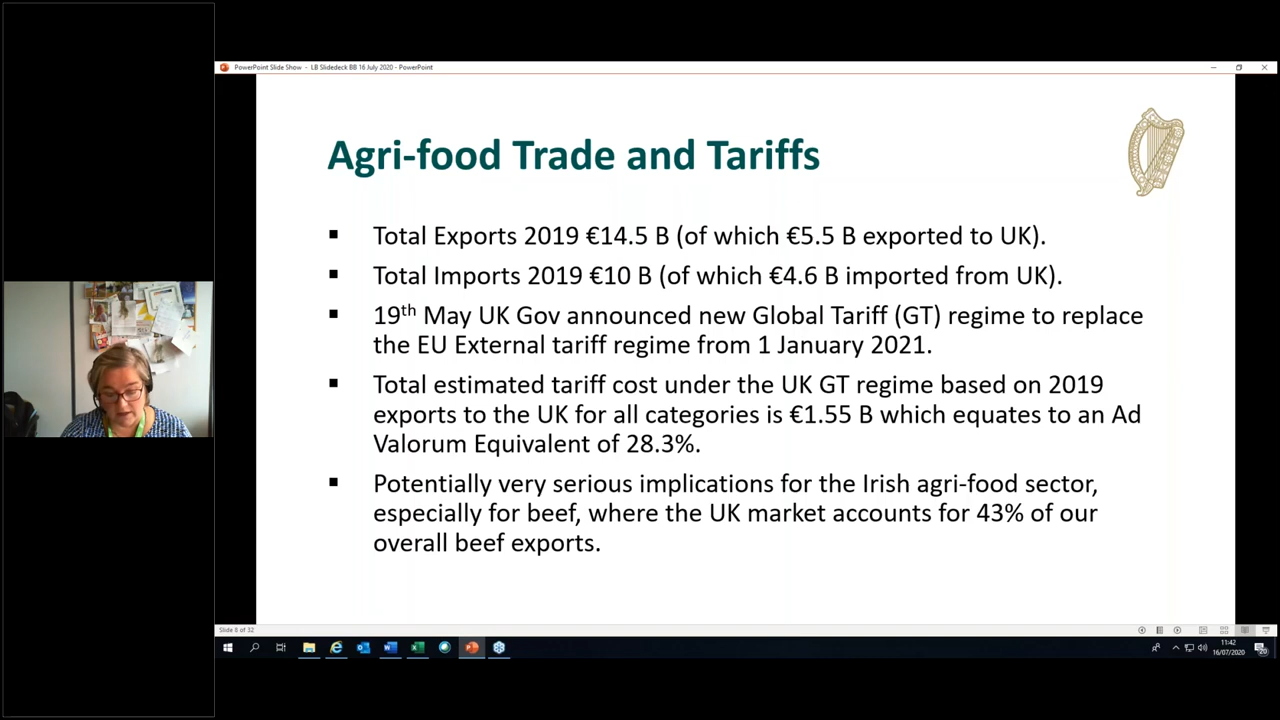 PowerPoint Slide Show - LB Slidedeck BB 16 July 2020 - PowerPoint
Agri-food Trade and Tariffs
▪ Total Exports 2019 €14.5 B (of which €5.5 B exported to UK).
▪ Total Imports 2019 €10 B (of which €4.6 B imported from UK).
▪ 19th May UK Gov announced new Global Tariff (GT) regime to replace
the EU External tariff regime from 1 January 2021.
▪ Total estimated tariff cost under the UK GT regime based on 2019
exports to the UK for all categories is €1.55 B which equates to an Ad
Valorum Equivalent of 28.3%.
▪ Potentially very serious implications for the Irish agri-food sector,
especially for beef, where the UK market accounts for 43% of our
overall beef exports.
Slide 8 of 32
11:42
16/07/2020
20